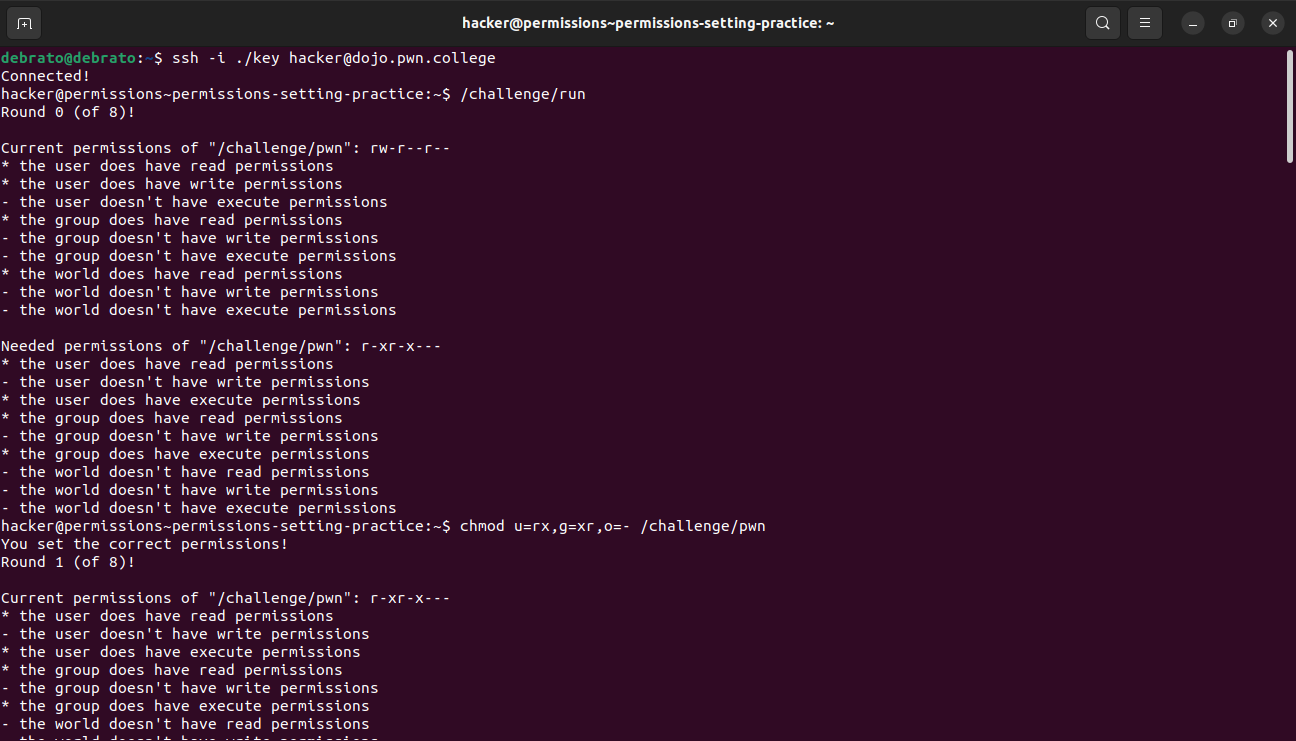 hacker@permissions~permissions-setting-practice: ~
debrato@debrato:~$ ssh -i ./key hacker@dojo.pwn.college
Connected!
hacker@permissions~permissions-setting-practice:~$ /challenge/run
Round 0 (of 8)!
Current permissions of "/challenge/pwn": rw-r--r--
* the user does have read permissions
* the user does have write permissions
- the user doesn't have execute permissions
* the group does have read permissions
- the group doesn't have write permissions
- the group doesn't have execute permissions
* the world does have read permissions
- the world doesn't have write permissions
- the world doesn't have execute permissions
Needed permissions of "/challenge/pwn": r-xr-x---
* the user does have read permissions
- the user doesn't have write permissions
* the user does have execute permissions
* the group does have read permissions
- the group doesn't have write permissions
* the group does have execute permissions
- the world doesn't have read permissions
- the world doesn't have write permissions
- the world doesn't have execute permissions
hacker@permissions~permissions-setting-practice:~$ chmod u=rx,g=xr,o=- /challenge/pwn
You set the correct permissions!
Round 1 (of 8)!
Current permissions of "/challenge/pwn": r-xr-x---
* the user does have read permissions
- the user doesn't have write permissions
* the user does have execute permissions
* the group does have read permissions
- the group doesn't have write permissions
* the group does have execute permissions
- the world doesn't have read permissions
- the world doesn't have write permissions